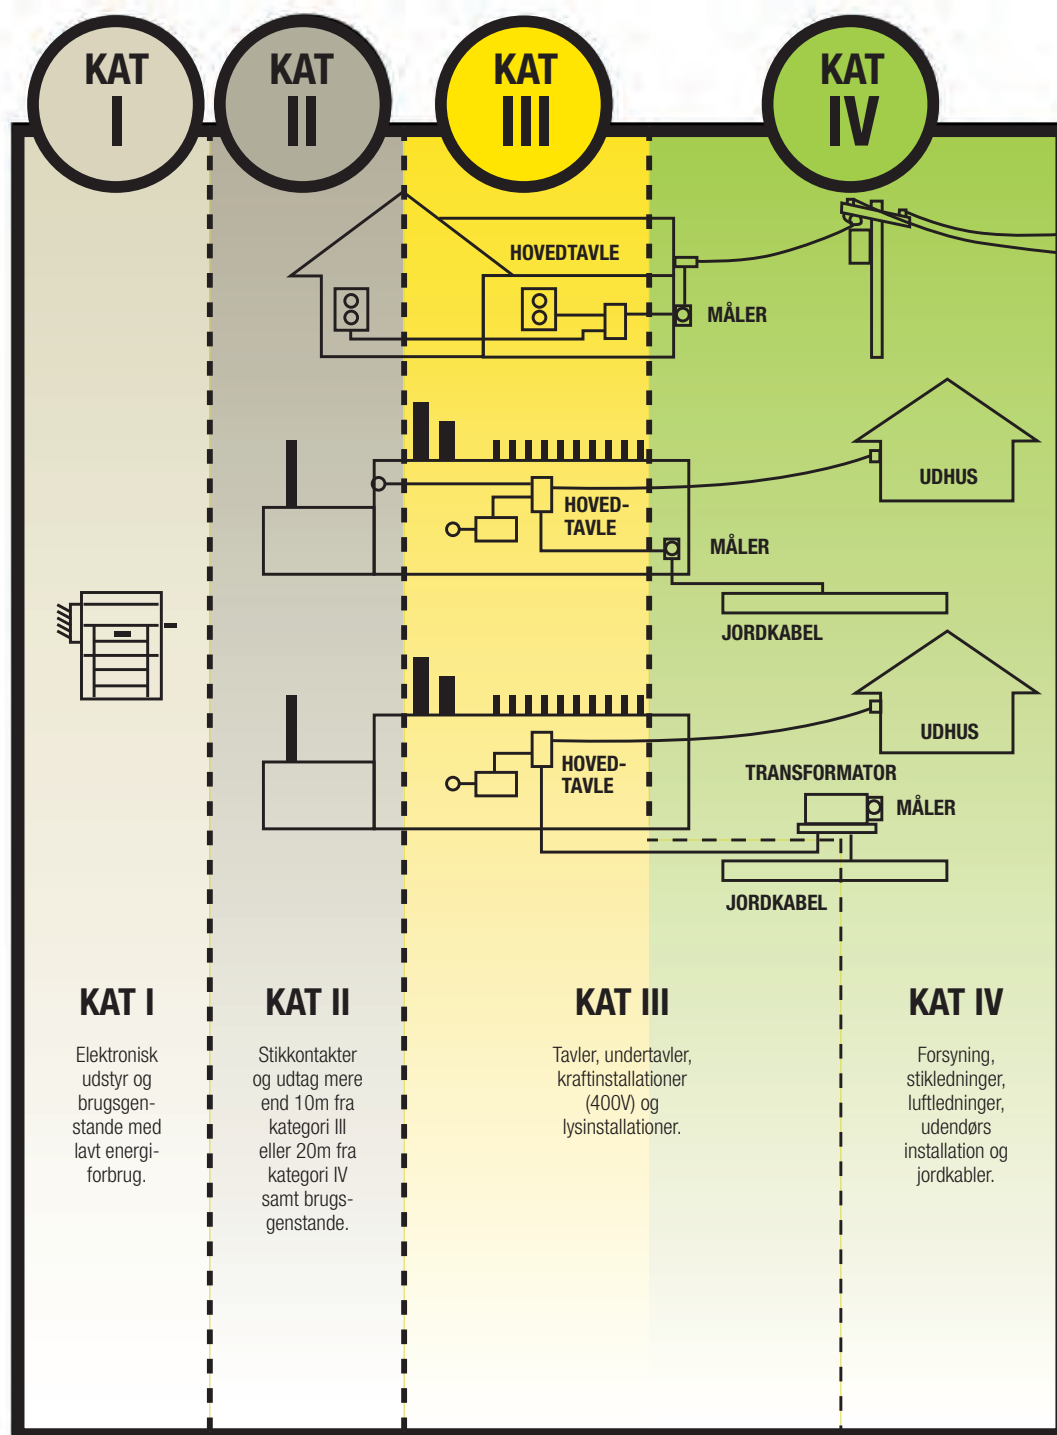 KAT
I
KAT
II
KAT
III
KAT
IV
HOVEDTAVLE
MÅLER
UDHUS
HOVED-
TAVLE
MÅLER
JORDKABEL
UDHUS
HOVED-
TAVLE
TRANSFORMATOR
MÅLER
JORDKABEL
KAT I
Elektronisk
udstyr og
brugsgen-
stande med
lavt energi-
forbrug.
KAT II
Stikkontakter
og udtag mere
end 10m fra
kategori III
eller 20m fra
kategori IV
samt brugs-
genstande.
KAT III
Tavler, undertavler,
kraftinstallationer
(400V) og
lysinstallationer.
KAT IV
Forsyning,
stikledninger,
luftledninger,
udendørs
installation og
jordkabler.